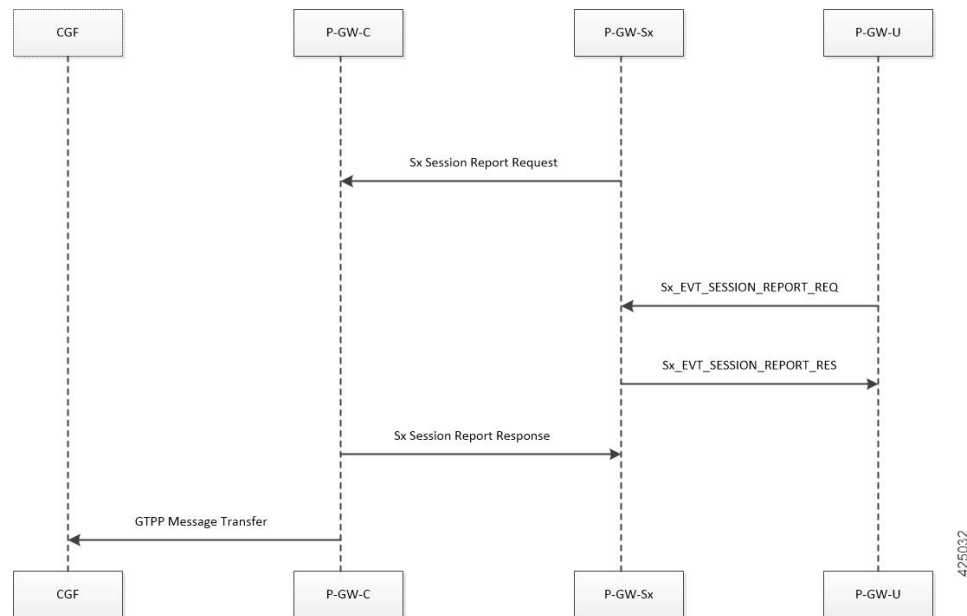 CGF
P-GW-C
P-GW-Sx
P-GW-U
Sx Session Report Request
Sx_EVT_SESSION_REPORT_REQ
Sx_EVT_SESSION_REPORT_RES
Sx Session Report Response
GTPP Message Transfer
CGF
P-GW-C
P-GW-Sx
P-GW-U
425032